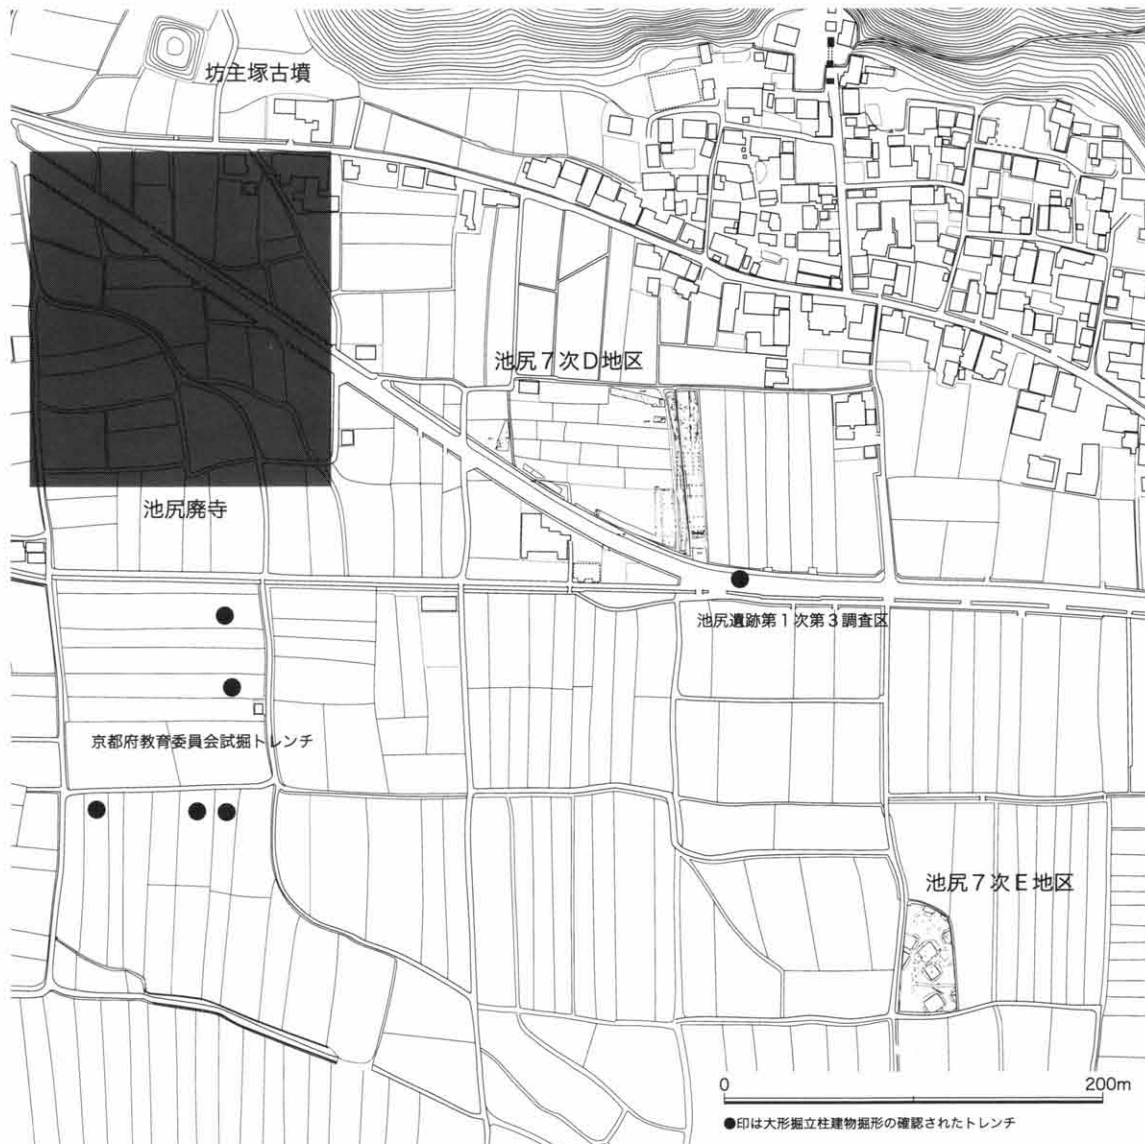 坊主塚古墳
池尻7次D地区
池尻廃寺
池尻遺跡第1次第3調査区
京都府教育委員会試掘トレンチ
池尻7次E地区
0 200m
●印は大形掘立柱建物掘形の確認されたトレンチ